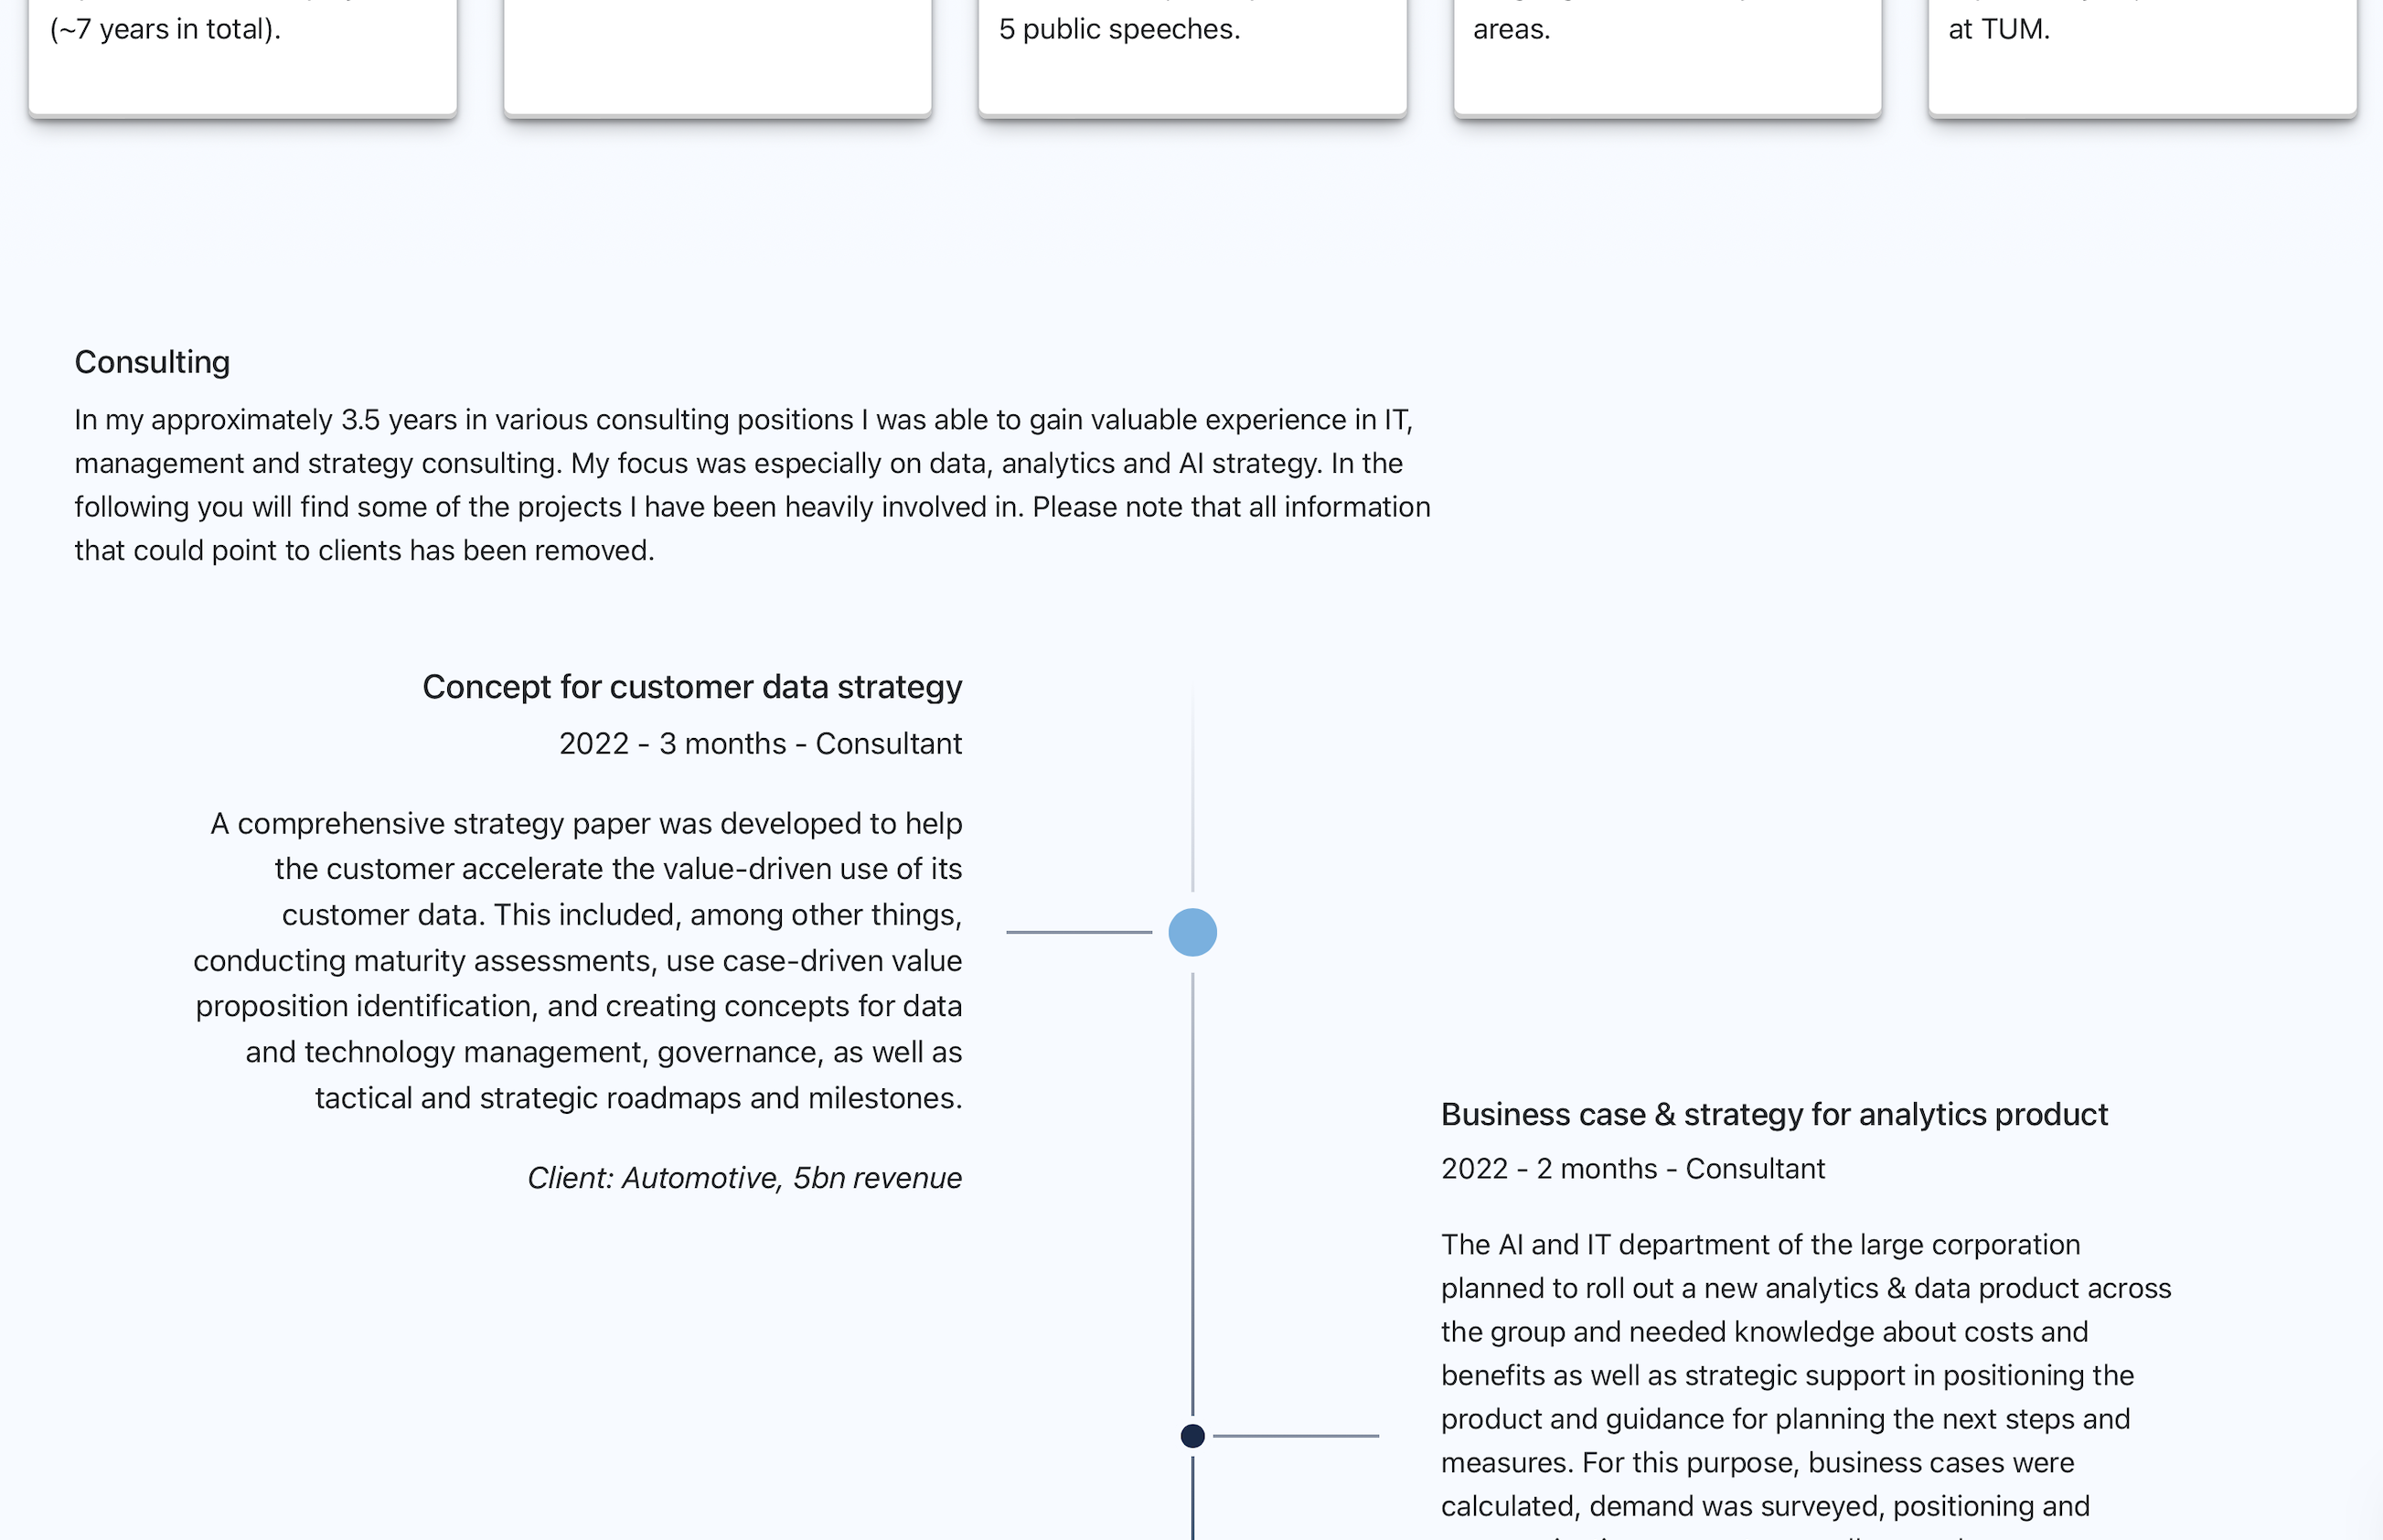 (~7 years in total).
5 public speeches.
areas.
at TUM.
Consulting
In my approximately 3.5 years in various consulting positions I was able to gain valuable experience in IT,
management and strategy consulting. My focus was especially on data, analytics and AI strategy. In the
following you will find some of the projects I have been heavily involved in. Please note that all information
that could point to clients has been removed.
Concept for customer data strategy
2022 - 3 months - Consultant
A comprehensive strategy paper was developed to help
the customer accelerate the value-driven use of its
customer data. This included, among other things,
conducting maturity assessments, use case-driven value
proposition identification, and creating concepts for data
and technology management, governance, as well as
tactical and strategic roadmaps and milestones.
Client: Automotive, 5bn revenue
Business case & strategy for analytics product
2022 - 2 months - Consultant
The AI and IT department of the large corporation
planned to roll out a new analytics & data product across
the group and needed knowledge about costs and
benefits as well as strategic support in positioning the
product and guidance for planning the next steps and
measures. For this purpose, business cases were
calculated, demand was surveyed, positioning and